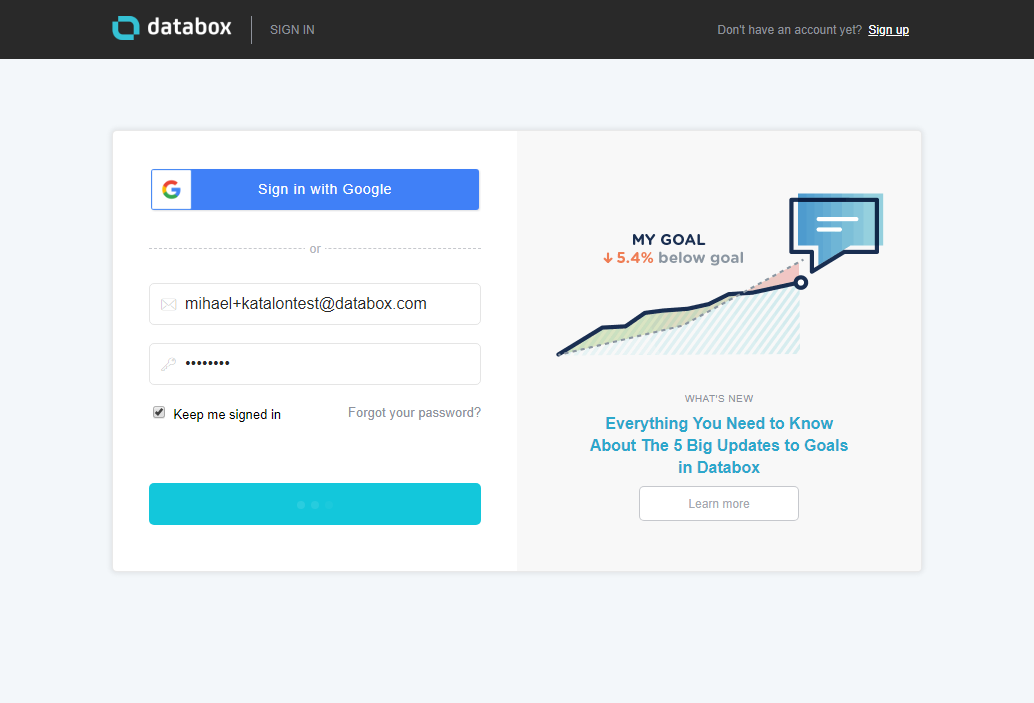 databox
SIGN IN
Don't have an account yet? Sign up
Sign in with Google
or
mihael+katalontest@databox.com
••••••••
Keep me signed in
Forgot your password?
MY GOAL
↓ 5.4% below goal
WHAT'S NEW
Everything You Need to Know
About The 5 Big Updates to Goals
in Databox
Learn more